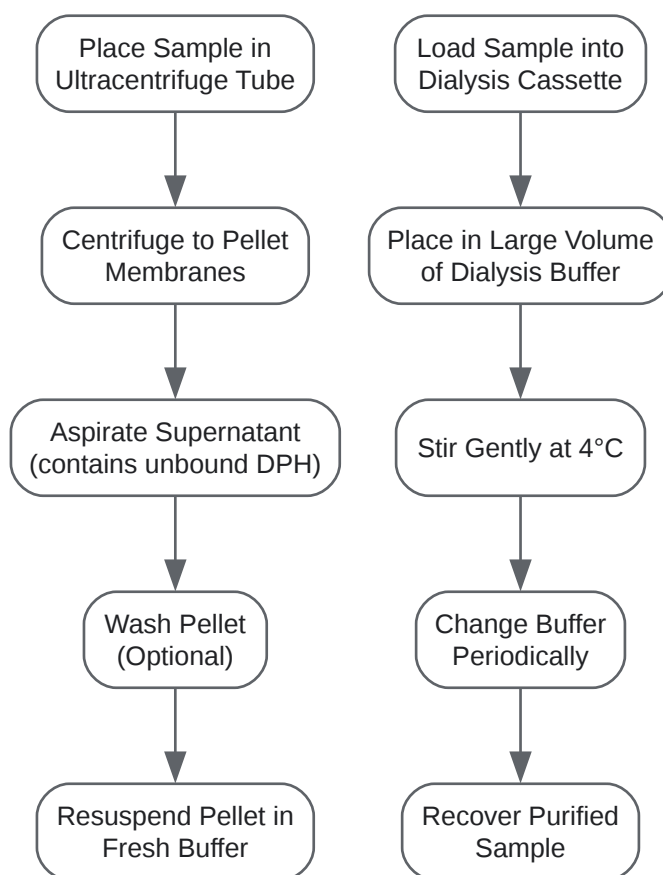 Place Sample in
Ultracentrifuge Tube
Centrifuge to Pellet
Membranes
Aspirate Supernatant
(contains unbound DPH)
Wash Pellet
(Optional)
Resuspend Pellet in
Fresh Buffer
Load Sample into
Dialysis Cassette
Place in Large Volume
of Dialysis Buffer
Stir Gently at 4°C
Change Buffer
Periodically
Recover Purified
Sample